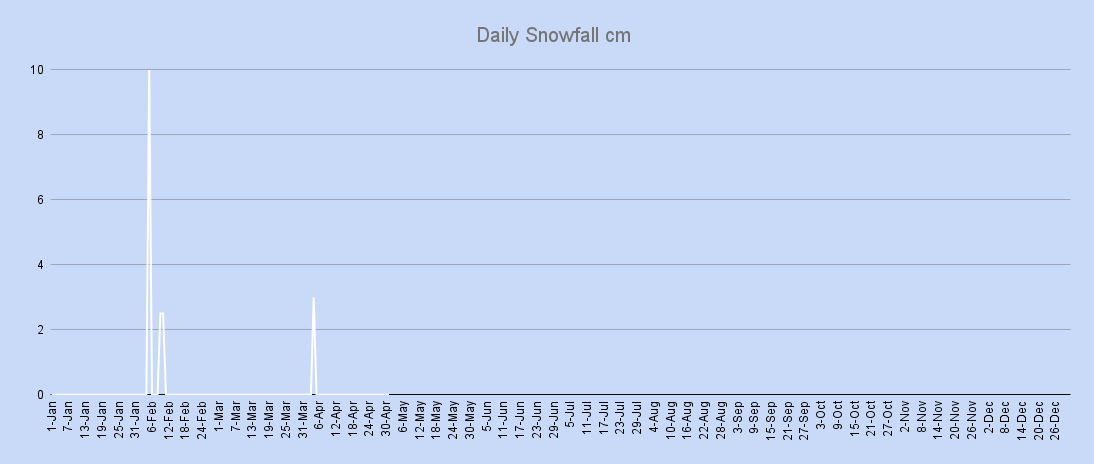 Daily Snowfall cm
10
8
6
4
2
0
1-Jan
7-Jan
13-Jan
19-Jan
25-Jan
31-Jan
6-Feb
12-Feb
18-Feb
24-Feb
1-Mar
7-Mar
13-Mar
19-Mar
25-Mar
31-Mar
6-Apr
12-Apr
18-Apr
24-Apr
30-Apr
6-May
12-May
18-May
24-May
30-May
5-Jun
11-Jun
17-Jun
23-Jun
29-Jun
5-Jul
11-Jul
17-Jul
23-Jul
29-Jul
4-Aug
10-Aug
16-Aug
22-Aug
28-Aug
3-Sep
9-Sep
15-Sep
21-Sep
27-Sep
3-Oct
9-Oct
15-Oct
21-Oct
27-Oct
2-Nov
8-Nov
14-Nov
20-Nov
26-Nov
2-Dec
8-Dec
14-Dec
20-Dec
26-Dec